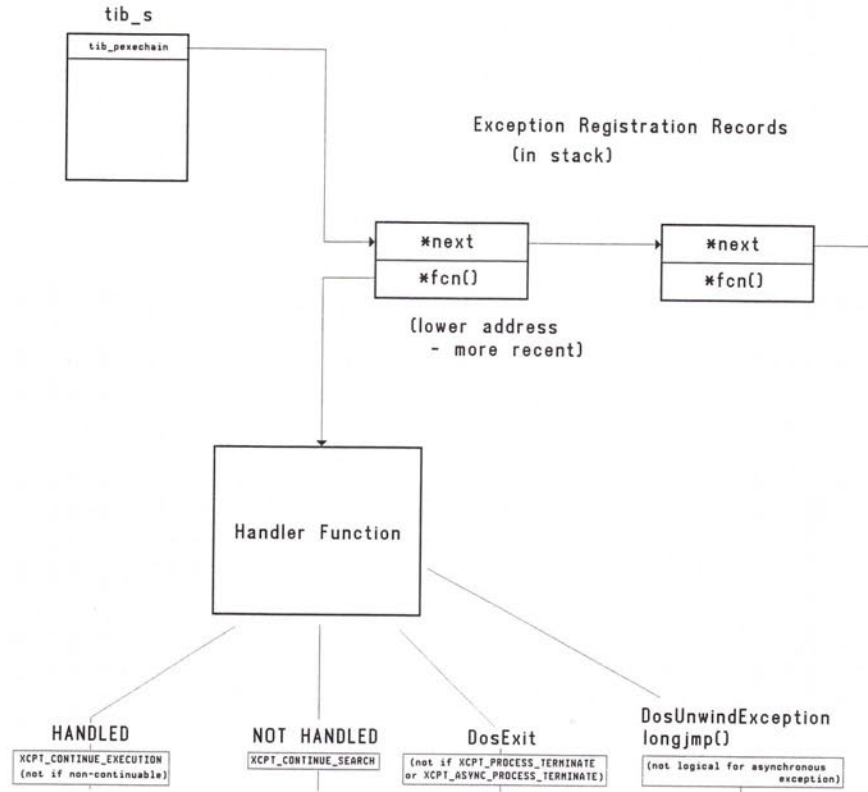 tib_s
tib_pexechain
Exception Registration Records
(in stack)
*next
*fcn()
*next
*fcn()
(lower address
- more recent)
Handler Function
HANDLED
XCPT_CONTINUE_EXECUTION
(not if non-continuable)
NOT HANDLED
XCPT_CONTINUE_SEARCH
DosExit
(not if XCPT_PROCESS_TERMINATE
or XCPT_ASYNC_PROCESS_TERMINATE)
DosUnwindException
longjmp()
(not logical for asynchronous
exception)